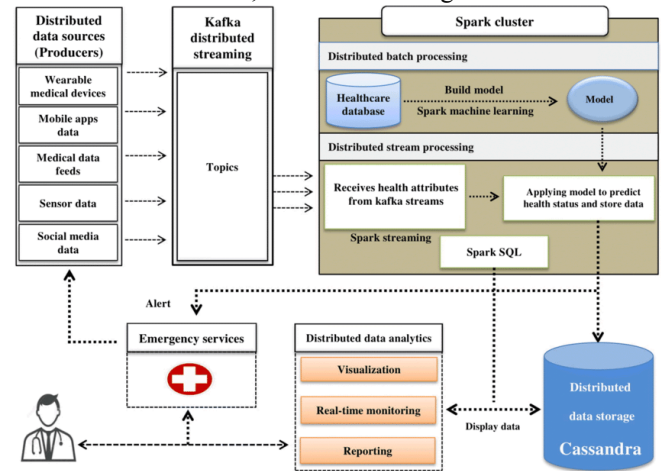 Distributed
data sources
(Producers)
Wearable
medical devices
Mobile apps
data
Medical data
feeds
Sensor data
Social media
data
Kafka
distributed
streaming
Topics
Spark cluster
Distributed batch processing
Healthcare
database
Build model
Spark machine learning
Model
Distributed stream processing
Receives health attributes
from kafka streams
Applying model to predict
health status and store data
Spark streaming
Spark SQL
Alert
Emergency services
Distributed data analytics
Visualization
Real-time monitoring
Reporting
Display data
Distributed
data storage
Cassandra